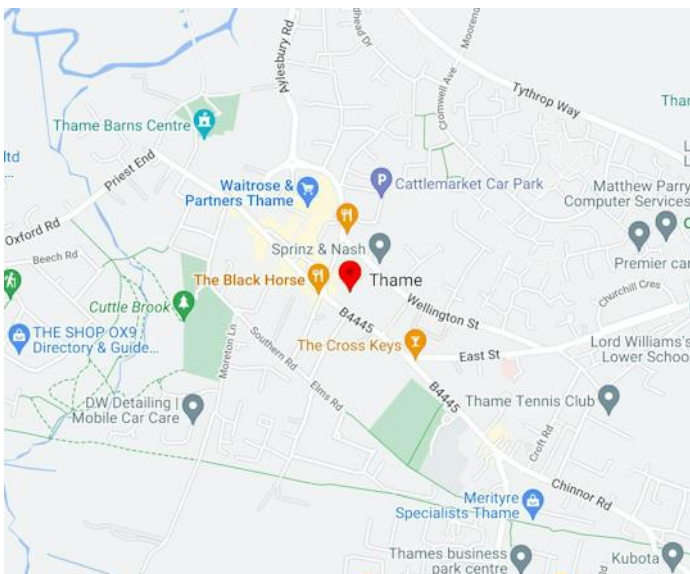 dhead Dr
Cromwell Ave
Moorend
Aylesbury Rd
Tythrop Way
Thar
Thame Barns Centre
ltd
...
Priest End
Waitrose &
Partners Thame
P
Cattlemarket Car Park
L
L
Matthew Parry
Computer Services
C
Oxford Rd
Beech Rd
Sprinz & Nash
Premier car
The Black Horse
Thame
Churchill Cres
Cuttle Brook
B4445
Wellington St
THE SHOP OX9
Directory & Guide...
Moreton Ln
Southern Rd
The Cross Keys
East St
Lord Williams's
Lower Schoo
Elms Rd
B4445
DW Detailing |
Mobile Car Care
Thame Tennis Club
Croft Rd
Chinnor Rd
Merityre
Specialists Thame
Thames business
park centre
Kubota